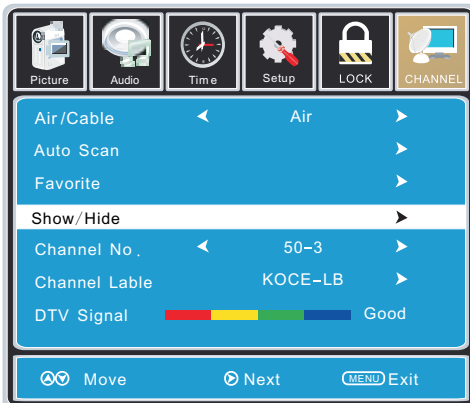 Picture Audio Time Setup LOCK CHANNEL
Air/Cable Air
Auto Scan
Favorite
Show/Hide
Channel No. 50-3
Channel Lable KOCE-LB
DTV Signal Good
Move Next MENU Exit